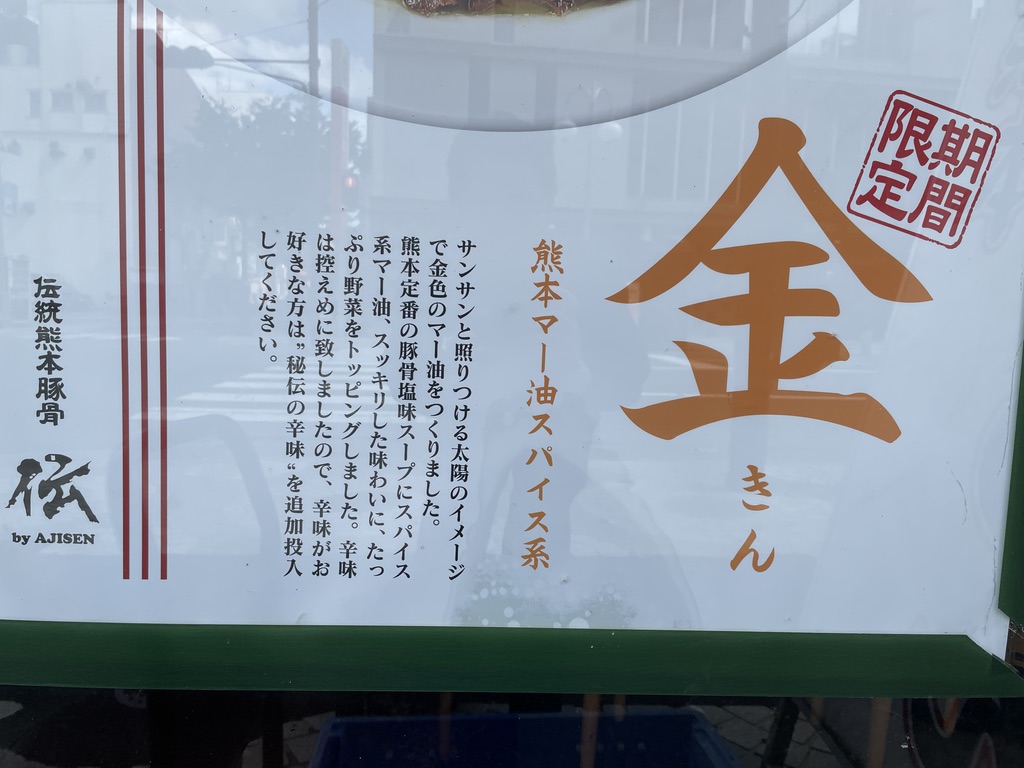 期間
限定
金
きん
熊本マー油スパイス系
サンサンと照りつける太陽のイメージ
で金色のマー油をつくりました。
熊本定番の豚骨塩味スープにスパイス
系マー油、スッキリした味わいに、たっ
ぷり野菜をトッピングしました。辛味
は控えめに致しましたので、辛味がお
好きな方は”秘伝の辛味“を追加投入
してください。
伝統熊本豚骨
伝
by AJISEN